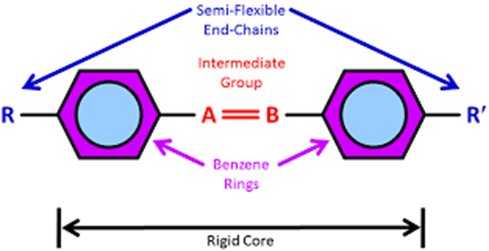 Semi-Flexible
End-Chains
Intermediate
Group
R
A
B
R′
Benzene
Rings
Rigid Core